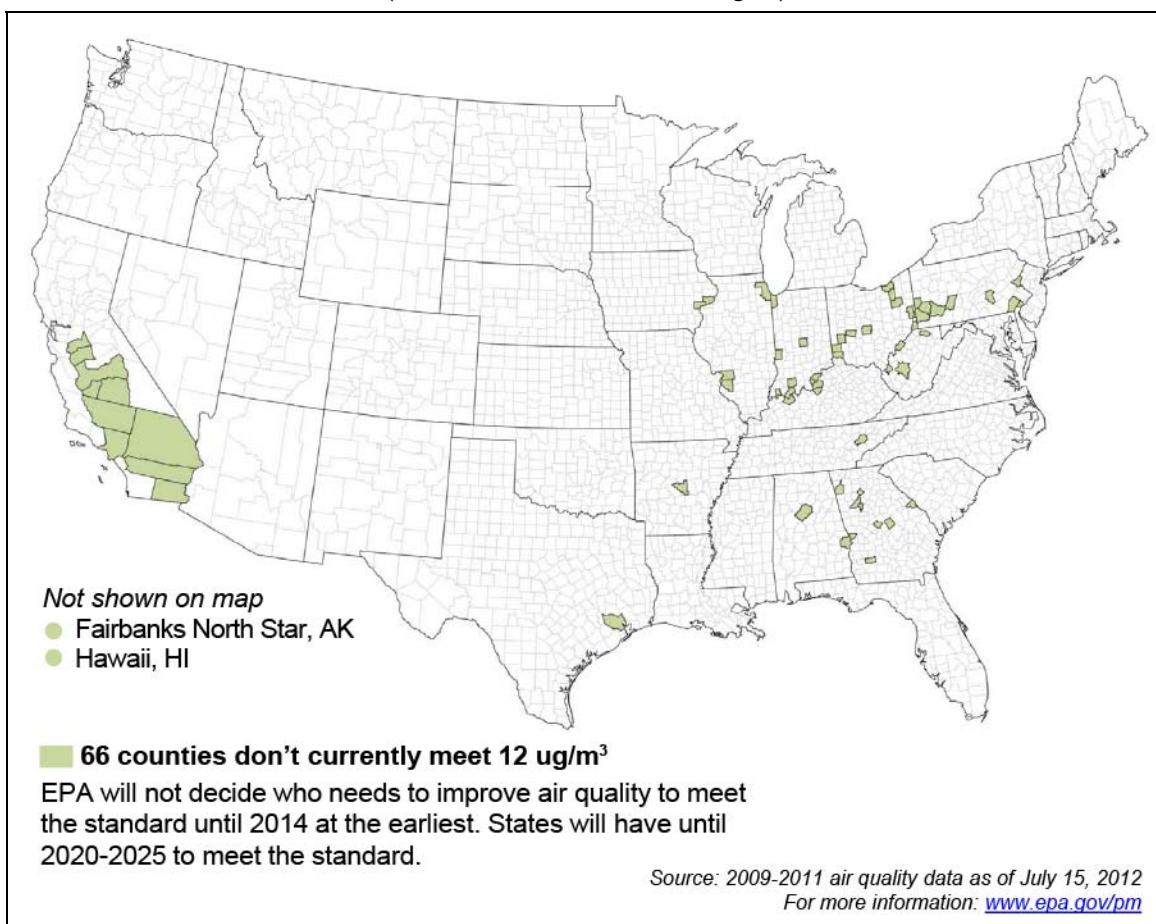 Not shown on map
Fairbanks North Star, AK
Hawaii, HI
66 counties don't currently meet 12 ug/m³
EPA will not decide who needs to improve air quality to meet
the standard until 2014 at the earliest. States will have until
2020-2025 to meet the standard.
Source: 2009-2011 air quality data as of July 15, 2012
For more information: www.epa.gov/pm